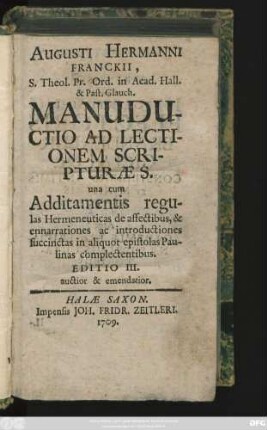 AUGUSTI HERMANNI
FRANCKII,
S. Theol. Pr. Ord. in Acad. Hall.
& Past. Glauch.
MANUDU-
CTIO AD LECTI-
ONEM SCRI-
PTURÆ S.
una cum
Additamentis regu-
las Hermeneuticas de affectibus, &
ennarrationes ac introductiones
succinctas in aliquot epistolas Pau-
linas complectentibus.
EDITIO III.
auctior & emendatior.
HALÆ SAXON.
Impensis JOH. FRIDR. ZEITLERI.
1709.